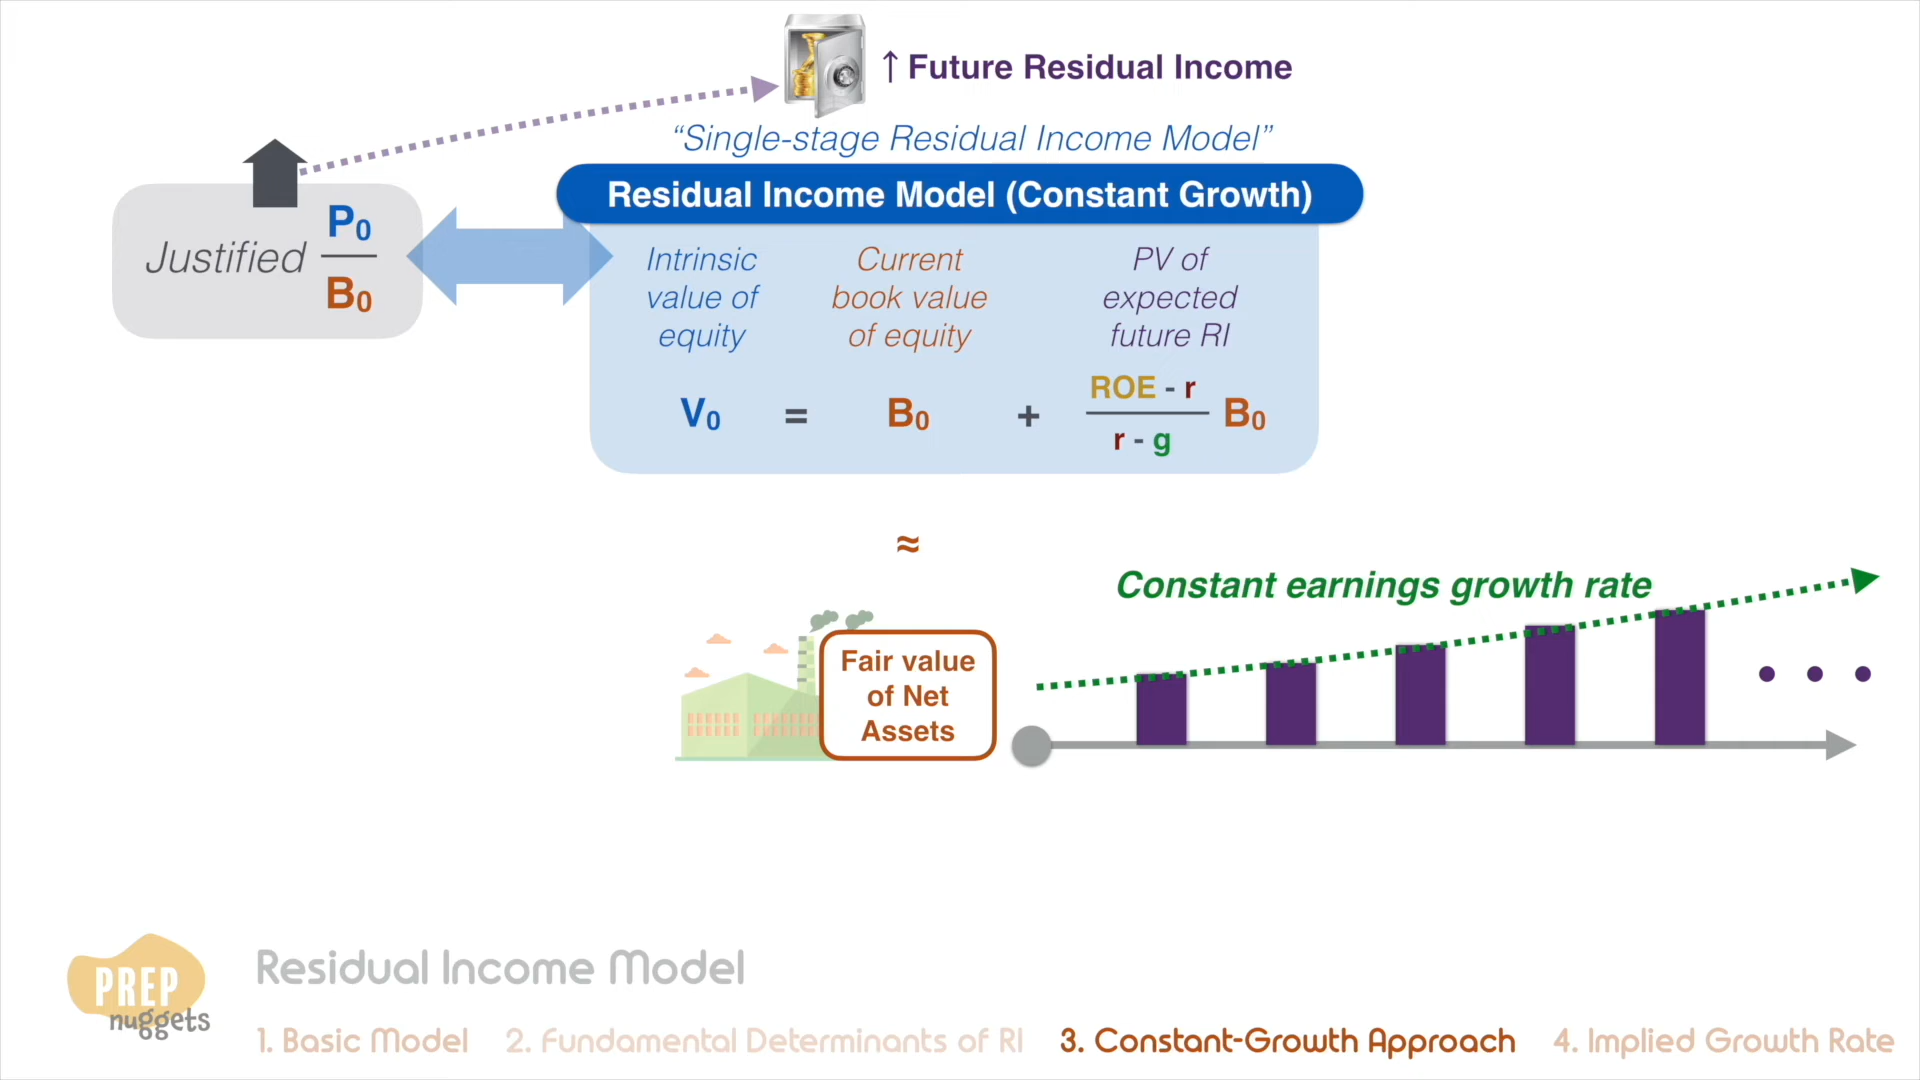 ↑ Future Residual Income
“Single-stage Residual Income Model”
Residual Income Model (Constant Growth)
Justified P₀
B₀
Intrinsic value of equity
Current book value of equity
PV of expected future RI
V₀ = B₀ + ROE - r
r - g B₀
≈
Fair value
of Net
Assets
Constant earnings growth rate
PREP
nuggets
Residual Income Model
1. Basic Model 2. Fundamental Determinants of RI 3. Constant-Growth Approach 4. Implied Growth Rate